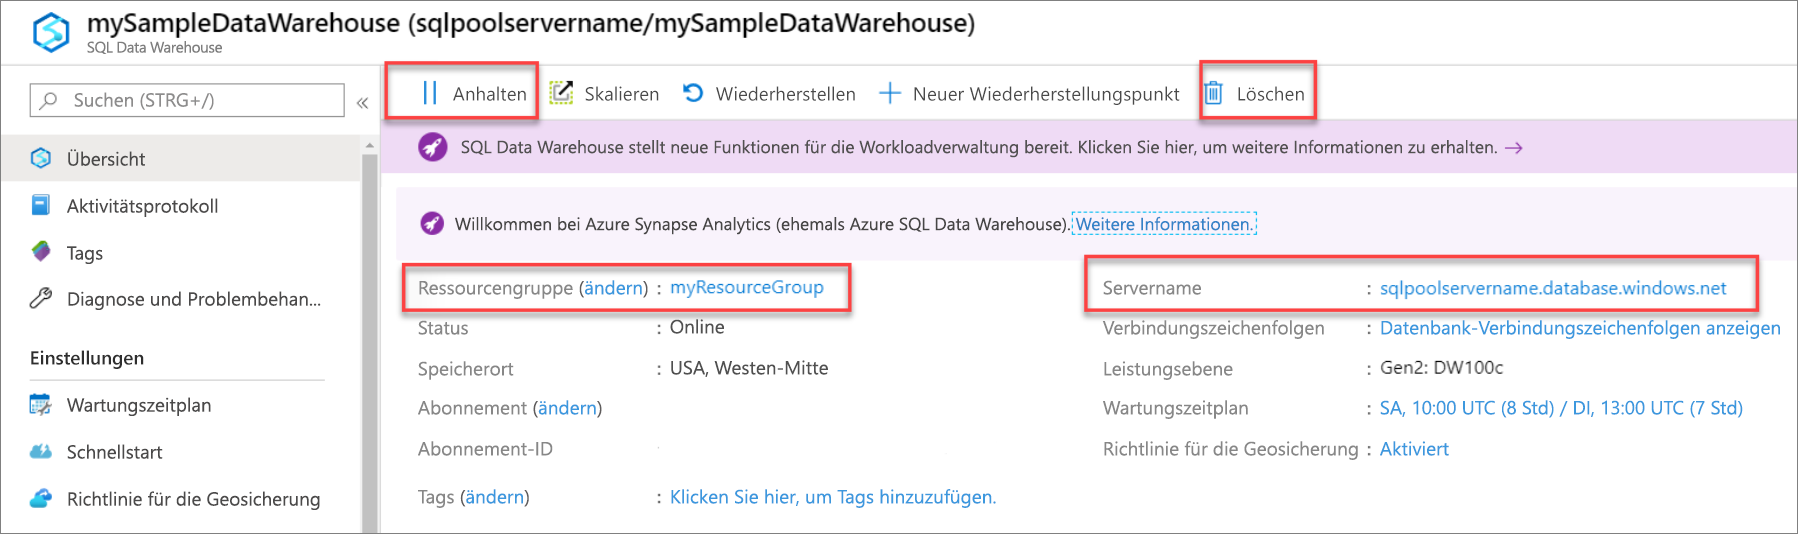 mySampleDataWarehouse (sqlpoolservername/mySampleDataWarehouse)
SQL Data Warehouse
Suchen (STRG+/)
«
Anhalten
Skalieren
Wiederherstellen
Neuer Wiederherstellungspunkt
Löschen
Übersicht
Aktivitätsprotokoll
Tags
Diagnose und Problembehan...
Einstellungen
Wartungszeitplan
Schnellstart
Richtlinie für die Geosicherung
SQL Data Warehouse stellt neue Funktionen für die Workloadverwaltung bereit. Klicken Sie hier, um weitere Informationen zu erhalten. →
Willkommen bei Azure Synapse Analytics (ehemals Azure SQL Data Warehouse). Weitere Informationen.
Ressourcengruppe (ändern) : myResourceGroup
Status : Online
Speicherort : USA, Westen-Mitte
Abonnement (ändern)
Abonnement-ID
Tags (ändern) : Klicken Sie hier, um Tags hinzuzufügen.
Servername : sqlpoolservername.database.windows.net
Verbindungszeichenfolgen : Datenbank-Verbindungszeichenfolgen anzeigen
Leistungsebene : Gen2: DW100c
Wartungszeitplan : SA, 10:00 UTC (8 Std) / DI, 13:00 UTC (7 Std)
Richtlinie für die Geosicherung : Aktiviert